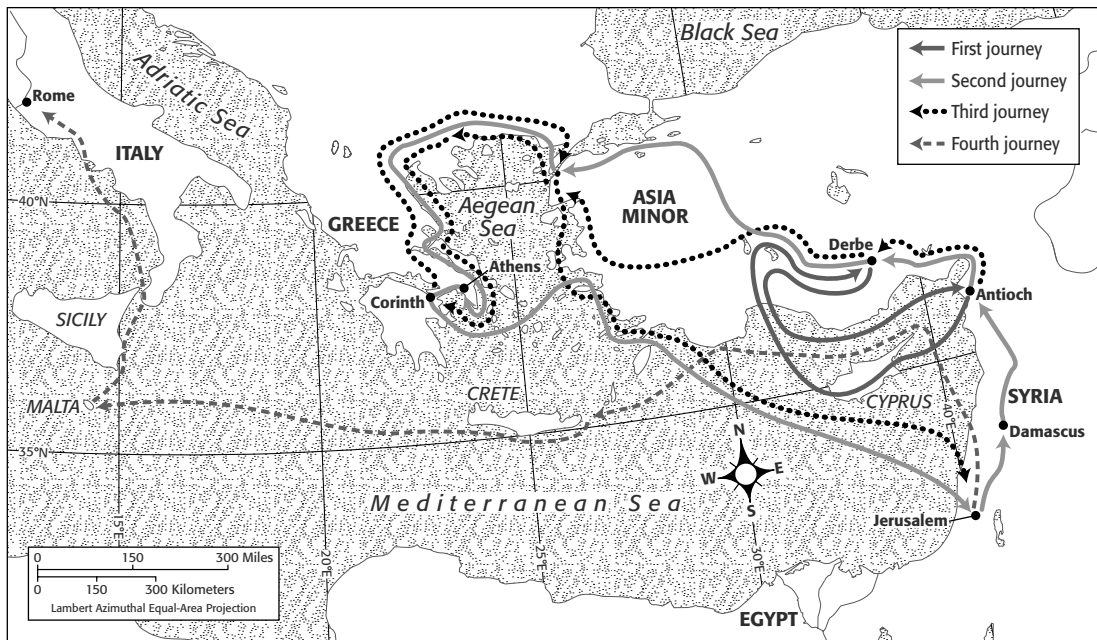 Black Sea
First journey
Second journey
Third journey
Fourth journey
Adriatic Sea
Rome
ITALY
40°N
GREECE
Aegean
Sea
ASIA
MINOR
Derbe
Athens
Corinth
Antioch
SICILY
MALTA
CRETE
CYPRUS
40°E
SYRIA
Damascus
35°N
N
W
E
S
Mediterranean Sea
Jerusalem
15°E
20°E
25°E
30°E
EGYPT
0 150 300 Miles
0 150 300 Kilometers
Lambert Azimuthal Equal-Area Projection